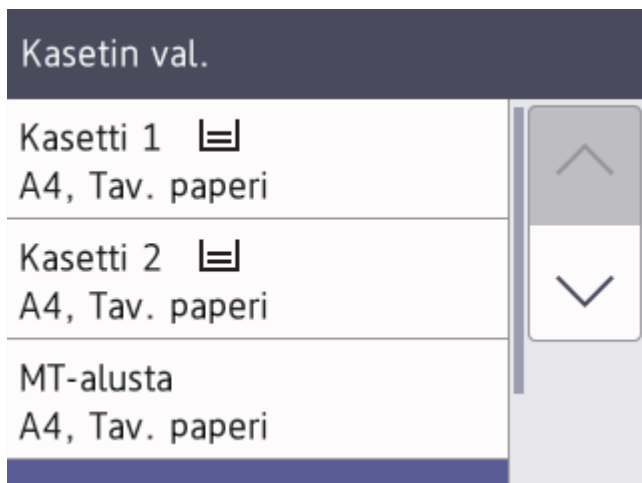 Kasetin val.
Kasetti 1
A4, Tav. paperi
Kasetti 2
A4, Tav. paperi
MT-alusta
A4, Tav. paperi